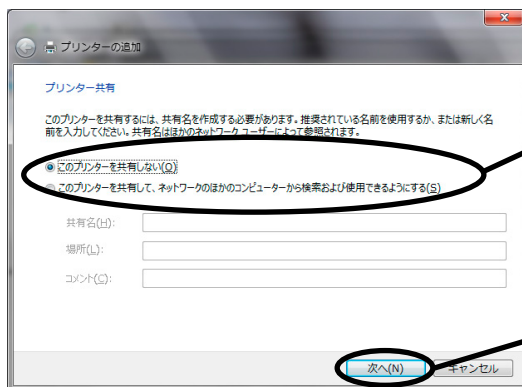 プリンターの追加
プリンター共有
このプリンターを共有するには、共有名を作成する必要があります。推奨されている名前を使用するか、または新しく名
前を入力してください。共有名はほかのネットワーク ユーザーによって参照されます。
このプリンターを共有しない(O)
このプリンターを共有して、ネットワークのほかのコンピューターから検索および使用できるようにする(S)
共有名(H):
場所(L):
コメント(C):
次へ(N)
キャンセル